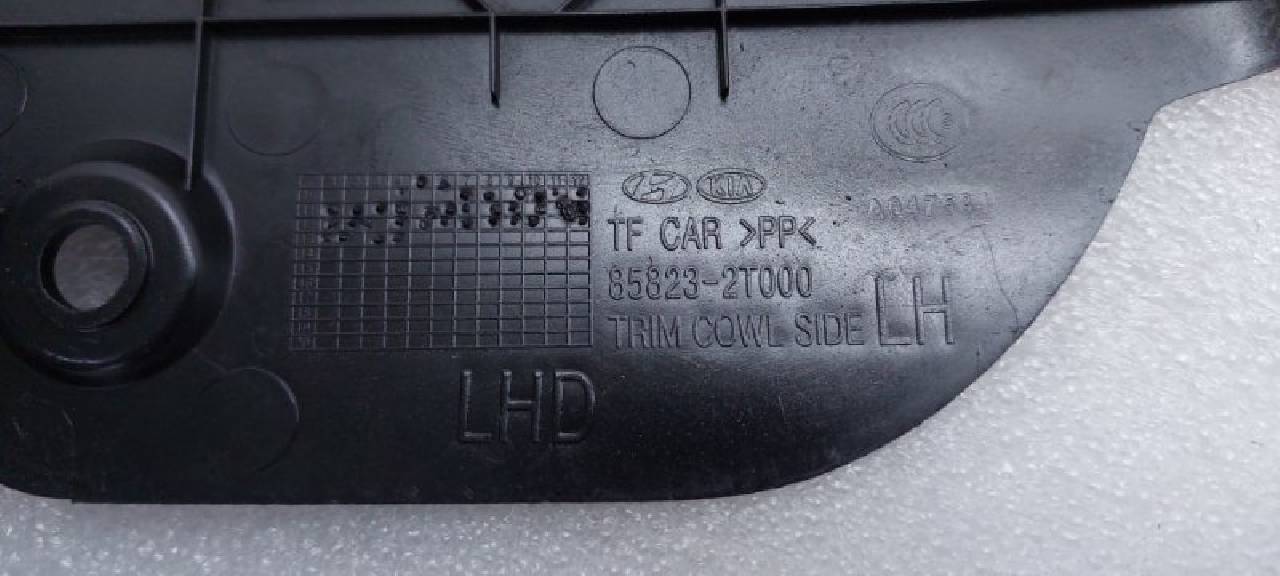 KIA
TF CAR >PP<
85823-2T000
TRIM COWL SIDE LH
LHD